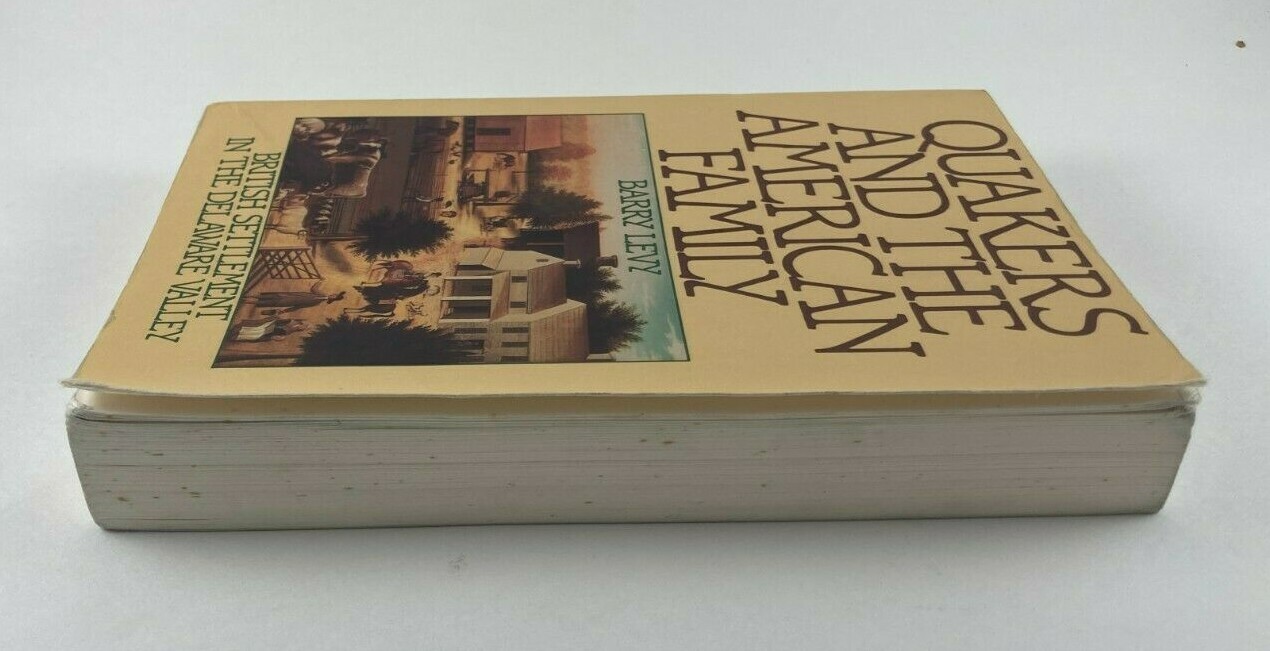 QUAKERS
AND THE
AMERICAN
FAMILY
BARRY LEVY
BRITISH SETTLEMENT
IN THE DELAWARE VALLEY